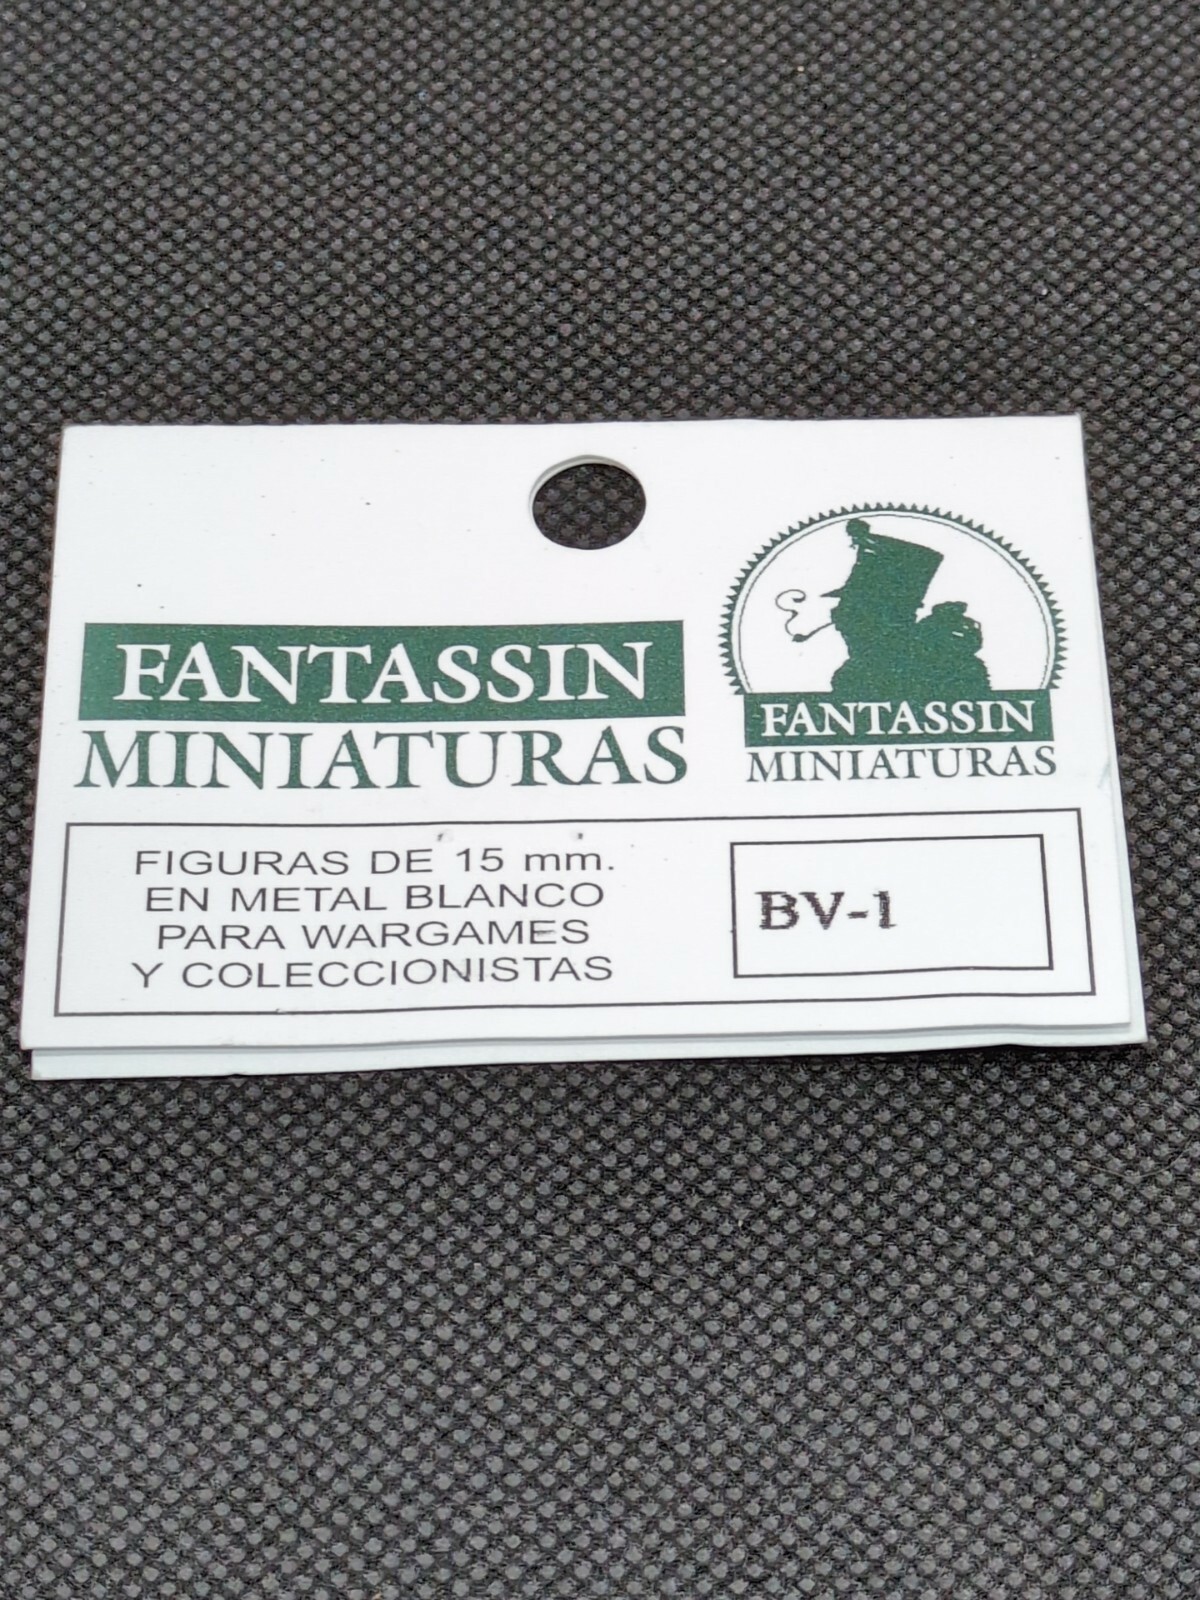 FANTASSIN
MINIATURAS
FANTASSIN
MINIATURAS
FIGURAS DE 15 mm.
EN METAL BLANCO
PARA WARGAMES
Y COLECCIONISTAS
BV-1